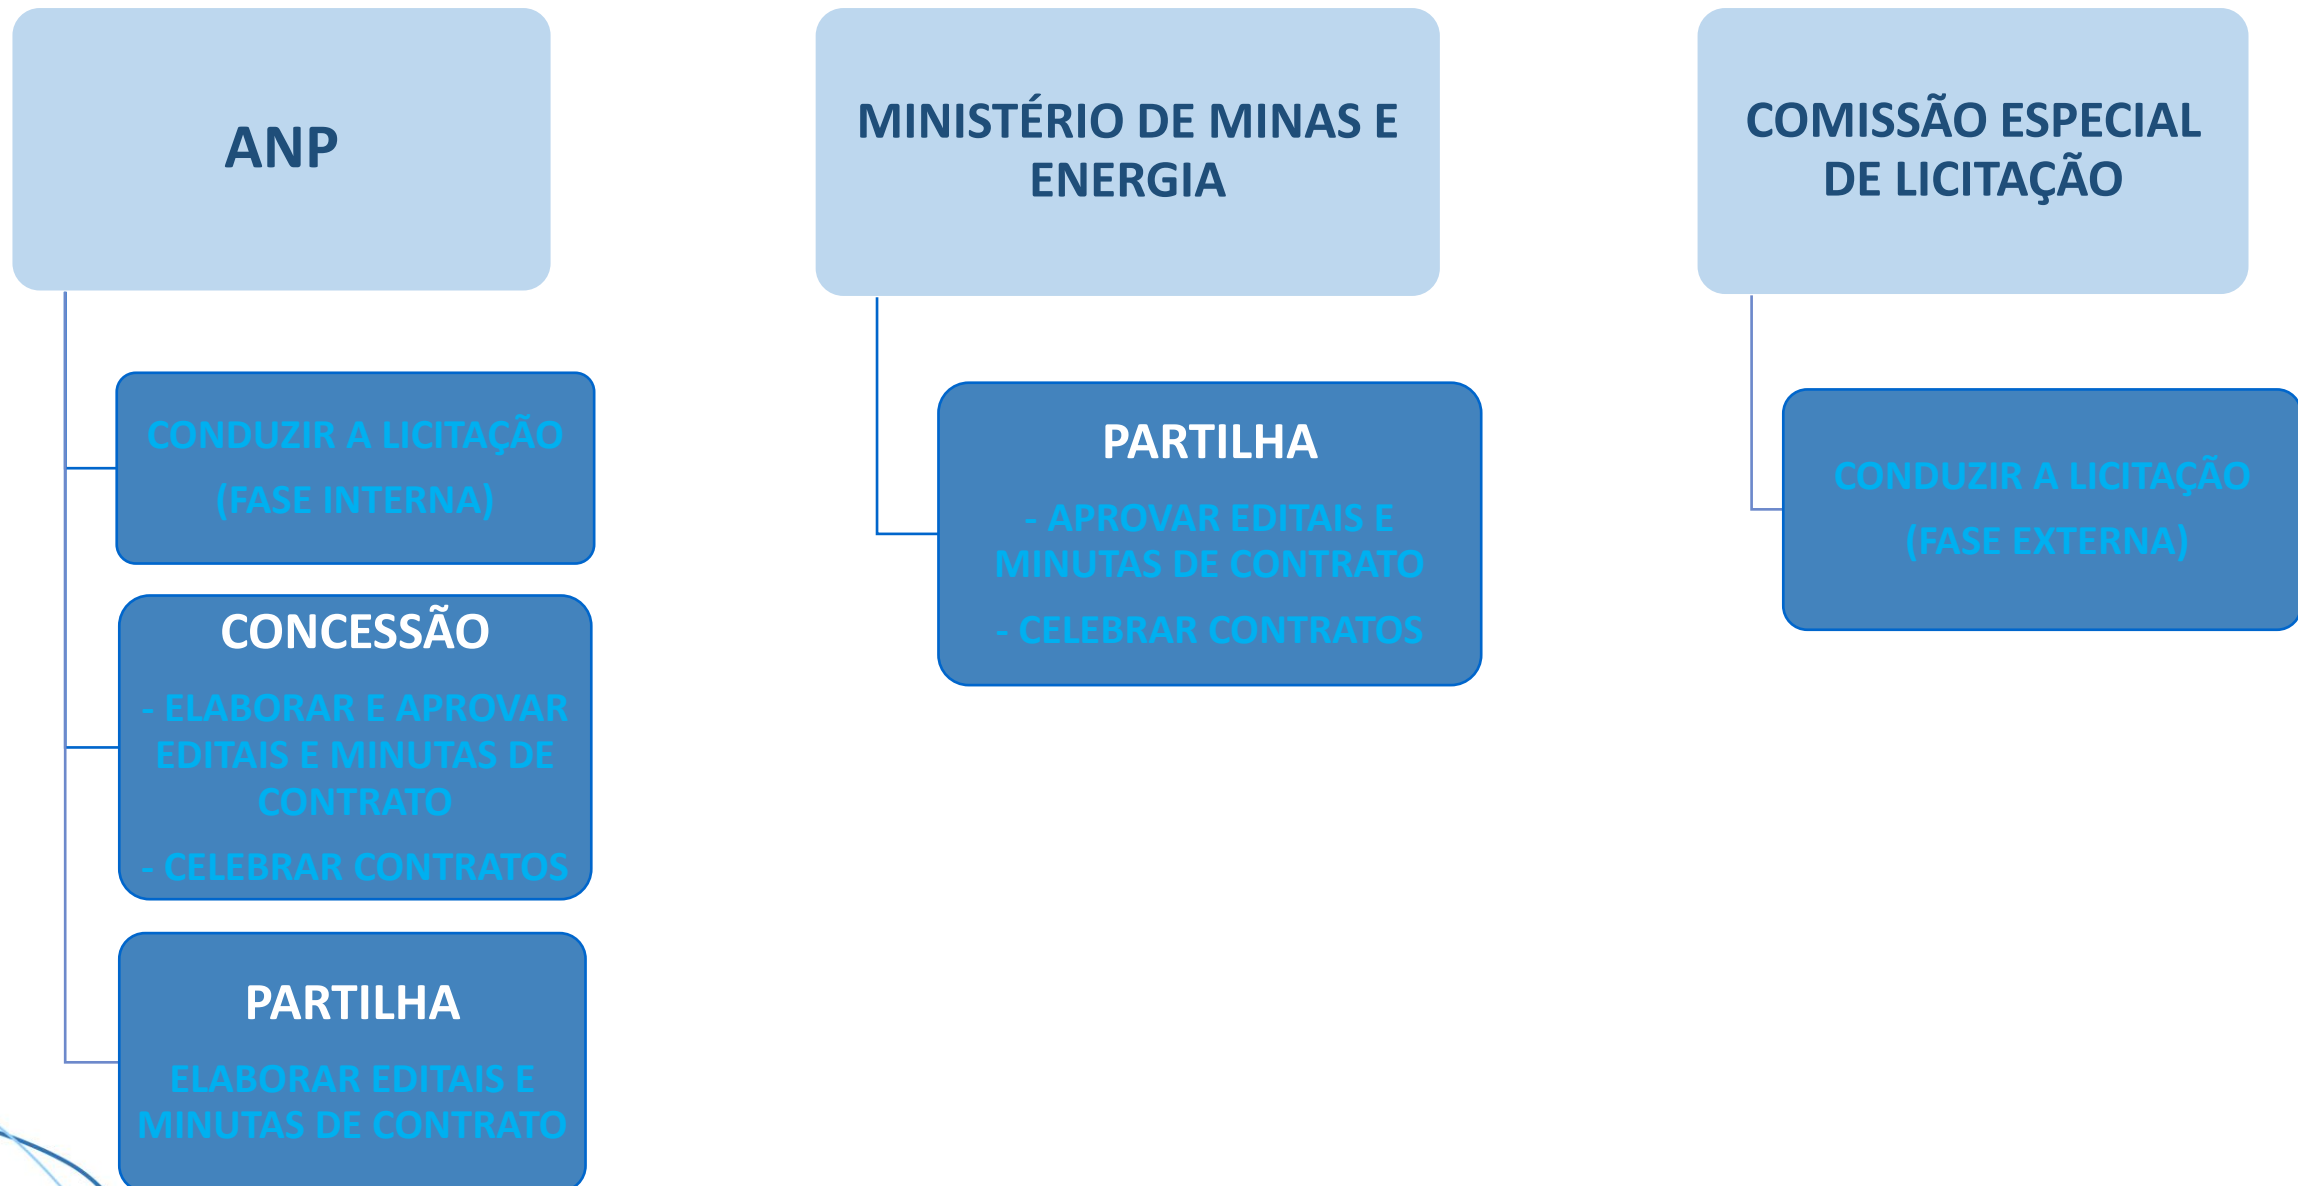 ANP
CONDUZIR A LICITAÇÃO
(FASE INTERNA)
CONCESSÃO
- ELABORAR E APROVAR
EDITAIS E MINUTAS DE
CONTRATO
- CELEBRAR CONTRATOS
PARTILHA
ELABORAR EDITAIS E
MINUTAS DE CONTRATO
MINISTÉRIO DE MINAS E
ENERGIA
PARTILHA
- APROVAR EDITAIS E
MINUTAS DE CONTRATO
- CELEBRAR CONTRATOS
COMISSÃO ESPECIAL
DE LICITAÇÃO
CONDUZIR A LICITAÇÃO
(FASE EXTERNA)